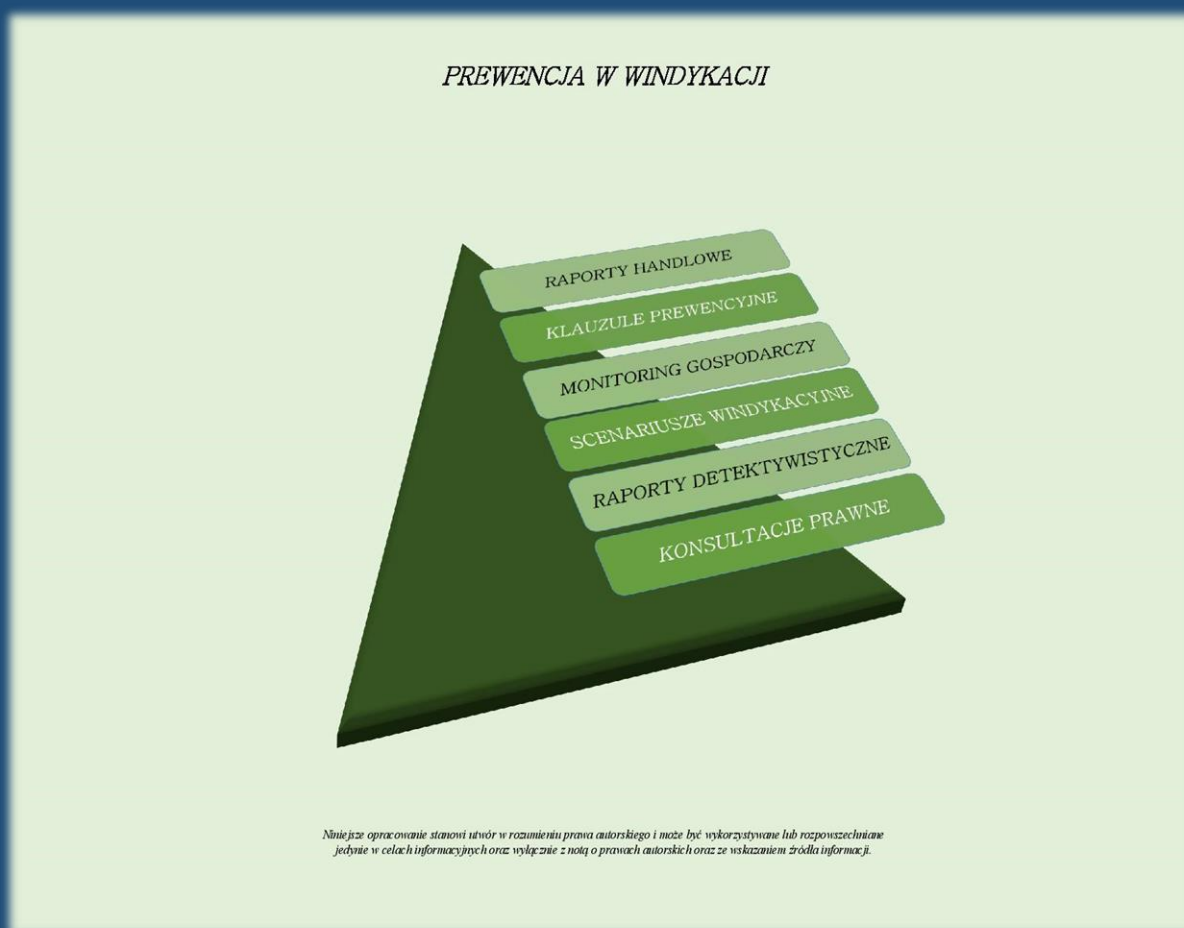 PREWENCJA W WINDYKACJI
RAPORTY HANDLOWE
KLAUZULE PREWENCYJNE
MONITORING GOSPODARCZY
SCENARIUSZE WINDYKACYJNE
RAPORTY DETEKTYWISTYCZNE
KONSULTACJE PRAWNE
Niniejsze opracowanie stanowi utwór w rozumieniu prawa autorskiego i może być wykorzystywane lub rozpowszechniane
jedynie w celach informacyjnych oraz wyłącznie z notą o prawach autorskich oraz ze wskazaniem źródła informacji.